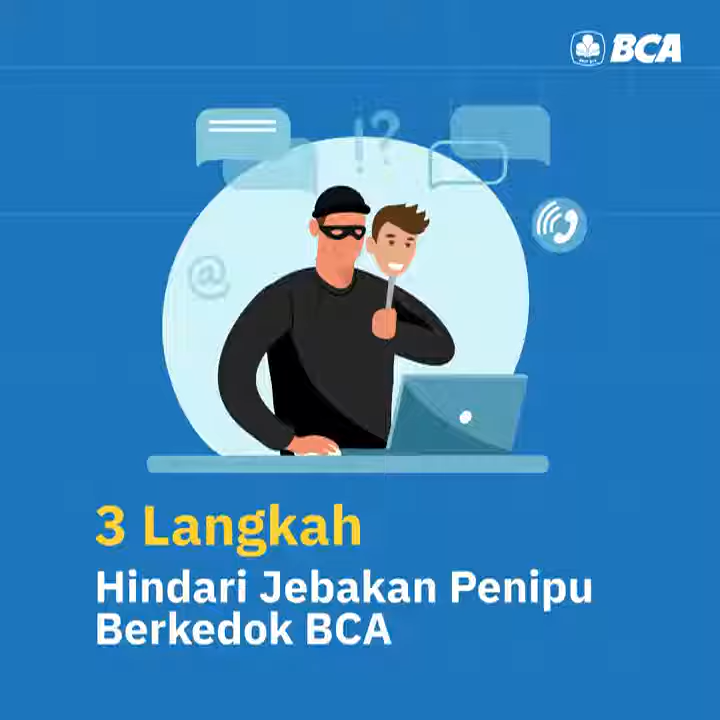 BCA
!?
@
3 Langkah
Hindari Jebakan Penipu
Berkedok BCA